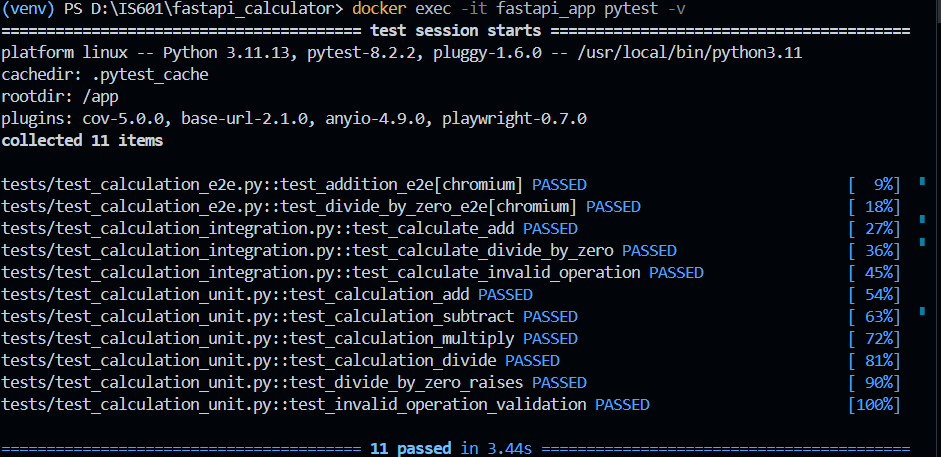 (venv) PS D:\IS601\fastapi_calculator> docker exec -it fastapi_app pytest -v
======================================= test session starts =======================================
platform linux -- Python 3.11.13, pytest-8.2.2, pluggy-1.6.0 -- /usr/local/bin/python3.11
cachedir: .pytest_cache
rootdir: /app
plugins: cov-5.0.0, base-url-2.1.0, anyio-4.9.0, playwright-0.7.0
collected 11 items
tests/test_calculation_e2e.py::test_addition_e2e[chromium] PASSED [  9%]
tests/test_calculation_e2e.py::test_divide_by_zero_e2e[chromium] PASSED [ 18%]
tests/test_calculation_integration.py::test_calculate_add PASSED [ 27%]
tests/test_calculation_integration.py::test_calculate_divide_by_zero PASSED [ 36%]
tests/test_calculation_integration.py::test_calculate_invalid_operation PASSED [ 45%]
tests/test_calculation_unit.py::test_calculation_add PASSED [ 54%]
tests/test_calculation_unit.py::test_calculation_subtract PASSED [ 63%]
tests/test_calculation_unit.py::test_calculation_multiply PASSED [ 72%]
tests/test_calculation_unit.py::test_calculation_divide PASSED [ 81%]
tests/test_calculation_unit.py::test_divide_by_zero_raises PASSED [ 90%]
tests/test_calculation_unit.py::test_invalid_operation_validation PASSED [100%]
======================================= 11 passed in 3.44s ========================================